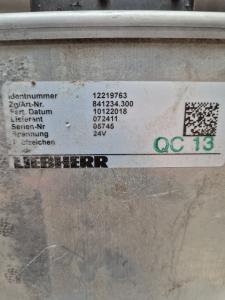 Identnummer 12219763
Zg/Art-Nr. 841234.300
Fert. Datum 10122018
Lieferant 072411
Serien-Nr 05745
Spannung 24V
Prüfzeichen
QC 13
LIEBHERR